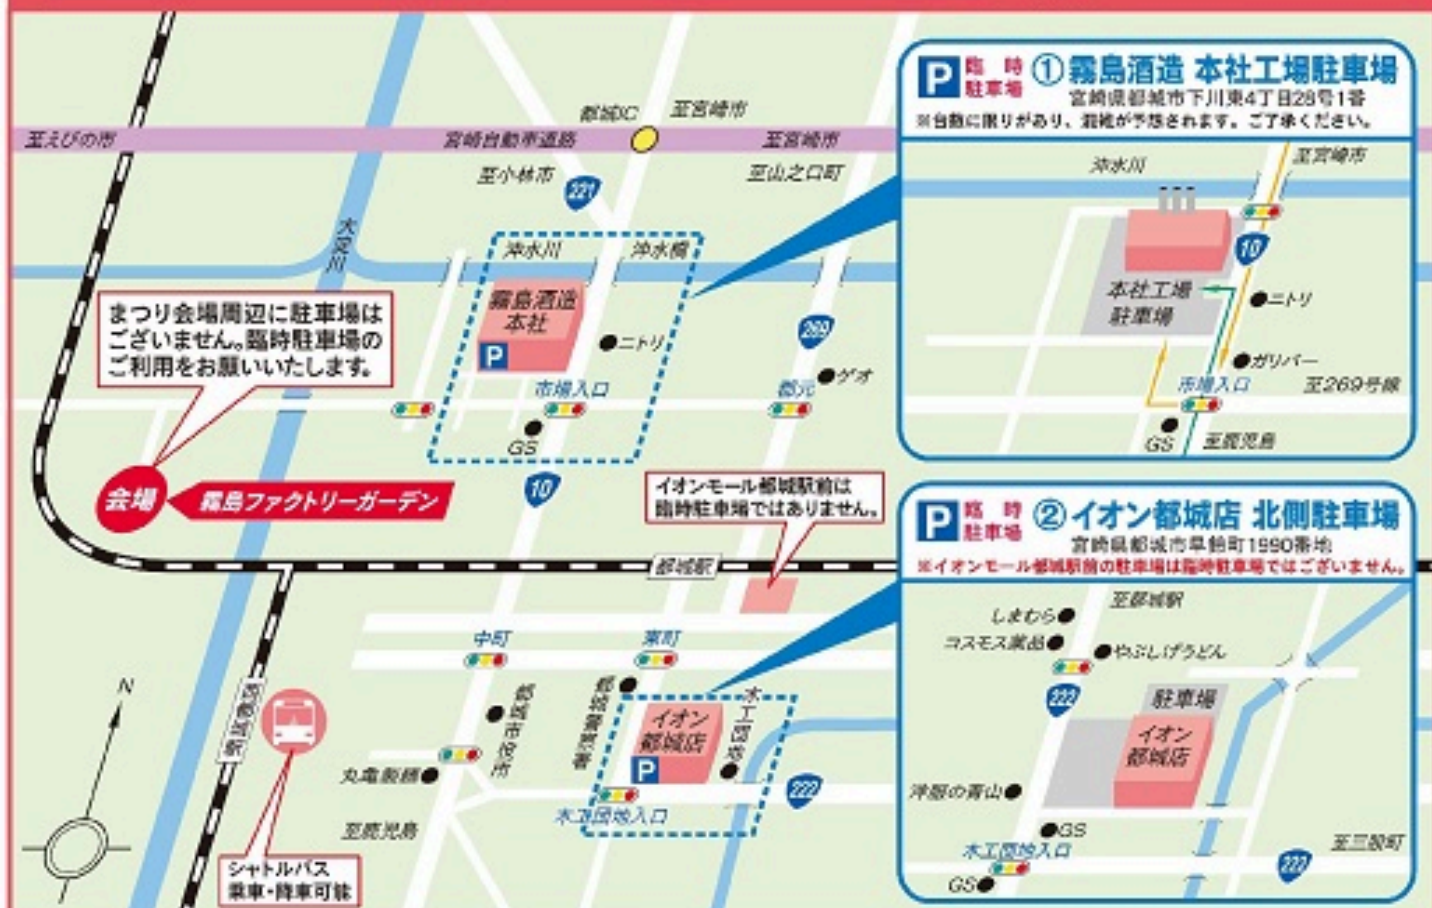 都城IC
至宮崎市
至えびの市
宮崎自動車道路
至宮崎市
至小林市
221
至山之口町
大淀川
沖水川
沖水橋
霧島酒造
本社
P
ニトリ
269
まつり会場周辺に駐車場は
ございません。臨時駐車場の
ご利用をお願いいたします。
市場入口
郡元
ゲオ
GS
10
会場
霧島ファクトリーガーデン
イオンモール都城駅前は
臨時駐車場ではありません。
都城駅
中町
東町
N
西都城駅
都城市役所
都城警察署
イオン
都城店
P
木工団地
丸亀製麺
222
木工団地入口
至鹿児島
シャトルバス
乗車・降車可能
P
臨時
駐車場
①霧島酒造 本社工場駐車場
宮崎県都城市下川東4丁目28号1番
※台数に限りがあり、混雑が予想されます。ご了承ください。
沖水川
至宮崎市
10
本社工場
駐車場
ニトリ
ガリバー
市場入口
至269号線
GS
至鹿児島
P
臨時
駐車場
②イオン都城店 北側駐車場
宮崎県都城市早鈴町1990番地
※イオンモール都城駅前の駐車場は臨時駐車場ではございません。
至都城駅
しまむら
コスモス薬品
やぶしげうどん
222
駐車場
イオン
都城店
洋服の青山
GS
木工団地入口
至三股町
GS
222